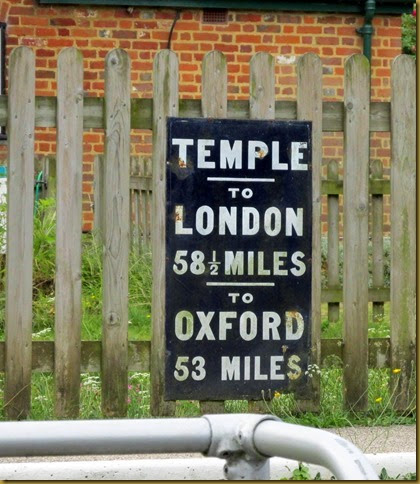 TEMPLE
TO
LONDON
58½ MILES
TO
OXFORD
53 MILES